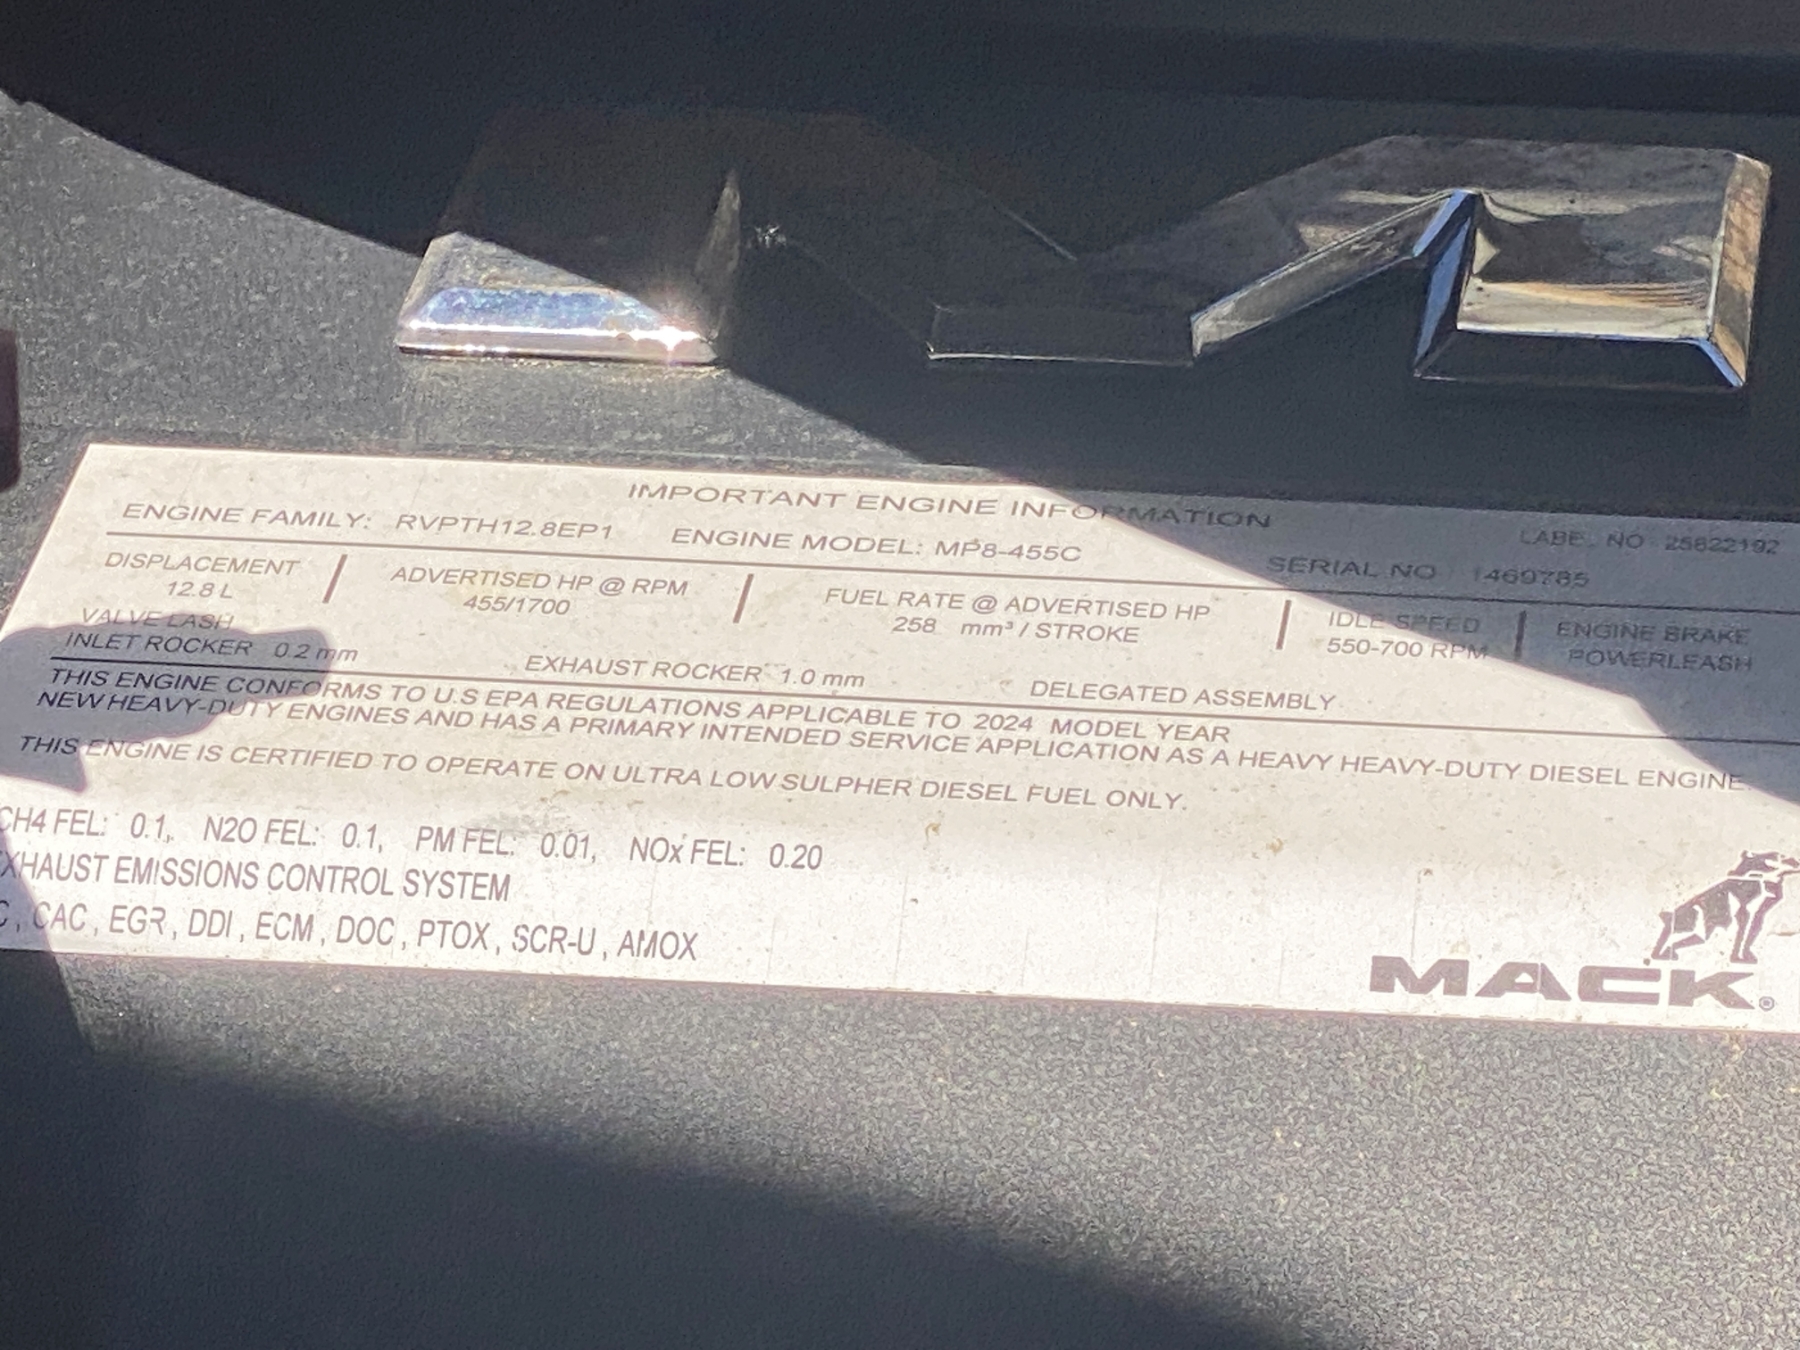 IMPORTANT ENGINE INFORMATION
LABEL NO 25822192
ENGINE FAMILY: RVPTH12.8EP1 ENGINE MODEL: MP8-455C SERIAL NO 1469785
DISPLACEMENT ADVERTISED HP @ RPM FUEL RATE @ ADVERTISED HP IDLE SPEED ENGINE BRAKE
12.8 L 455/1700 258 mm³ / STROKE 550-700 RPM POWERLEASH
VALVE LASH
INLET ROCKER 0.2 mm EXHAUST ROCKER 1.0 mm DELEGATED ASSEMBLY
THIS ENGINE CONFORMS TO U.S EPA REGULATIONS APPLICABLE TO 2024 MODEL YEAR
NEW HEAVY-DUTY ENGINES AND HAS A PRIMARY INTENDED SERVICE APPLICATION AS A HEAVY HEAVY-DUTY DIESEL ENGINE.
THIS ENGINE IS CERTIFIED TO OPERATE ON ULTRA LOW SULPHER DIESEL FUEL ONLY.
CH4 FEL: 0.1, N2O FEL: 0.1, PM FEL: 0.01, NOx FEL: 0.20
EXHAUST EMISSIONS CONTROL SYSTEM
C, CAC, EGR, DDI, ECM, DOC, PTOX, SCR-U, AMOX
MACK®